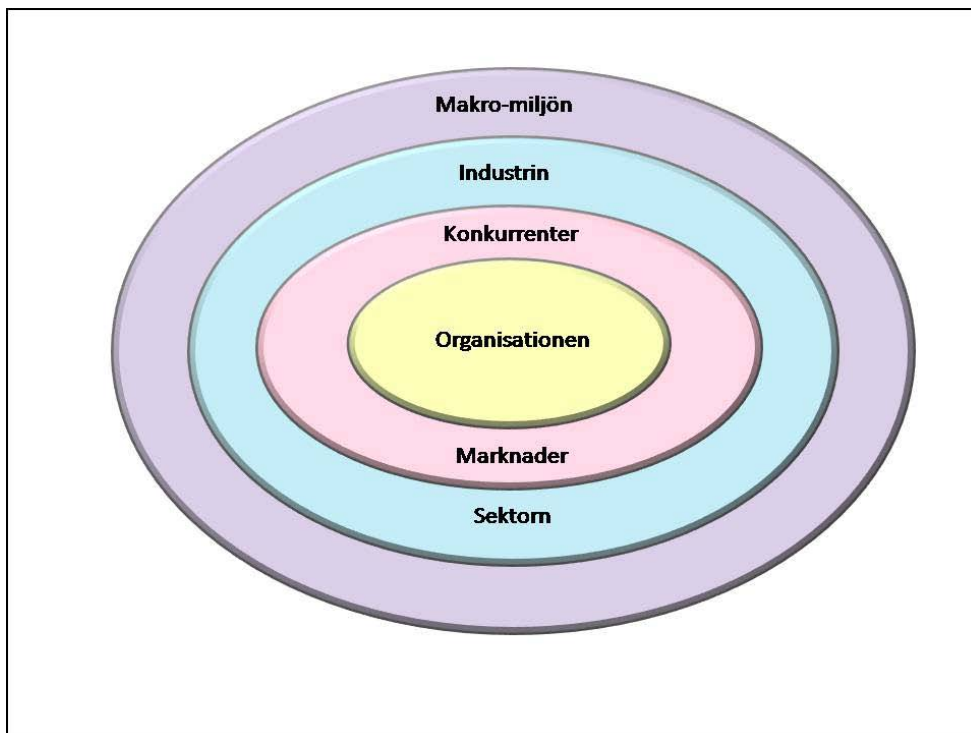 Makro-miljön
Industrin
Konkurrenter
Organisationen
Marknader
Sektorn